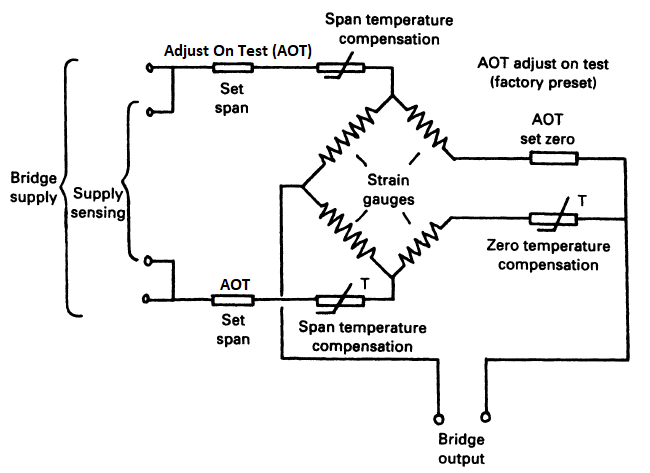 Span temperature
compensation
Adjust On Test (AOT)
Set
span
AOT adjust on test
(factory preset)
AOT
set zero
Bridge
supply
Supply
sensing
Strain
gauges
T
Zero temperature
compensation
AOT
T
Set
span
Span temperature
compensation
Bridge
output